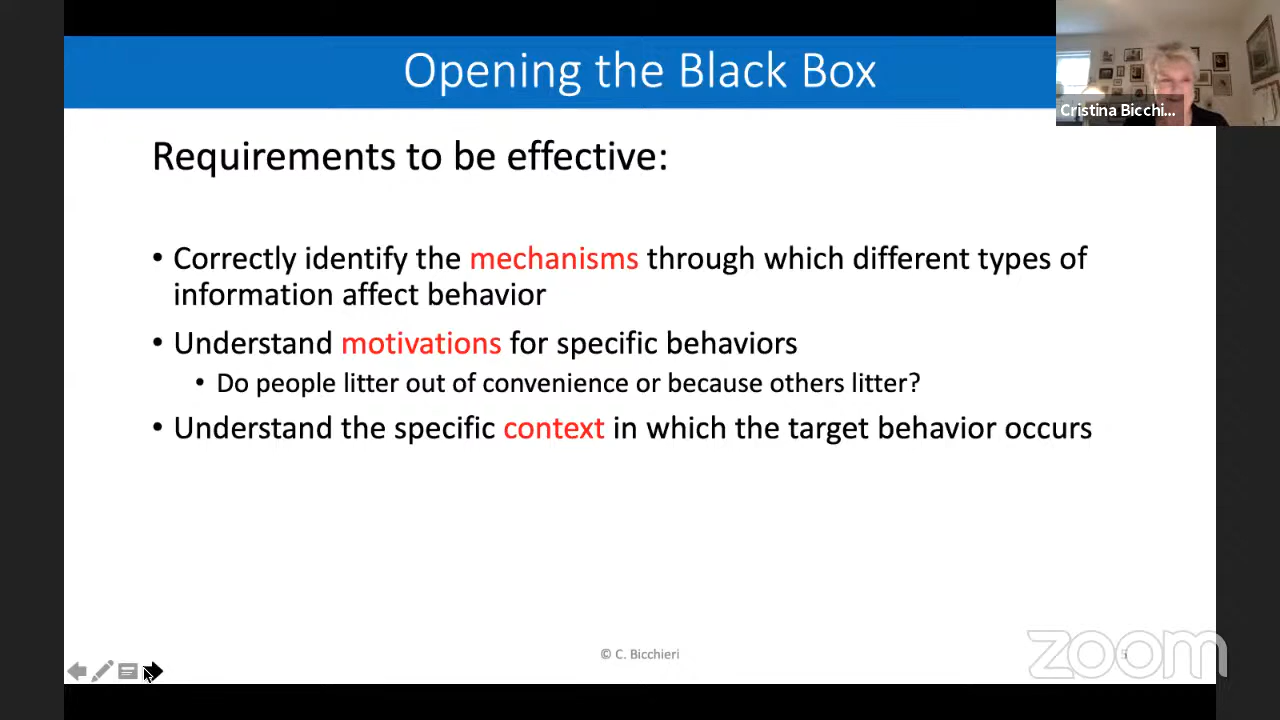 Opening the Black Box
Cristina Bicchi...
Requirements to be effective:
• Correctly identify the mechanisms through which different types of
information affect behavior
• Understand motivations for specific behaviors
• Do people litter out of convenience or because others litter?
• Understand the specific context in which the target behavior occurs
© C. Bicchieri
5
zoom